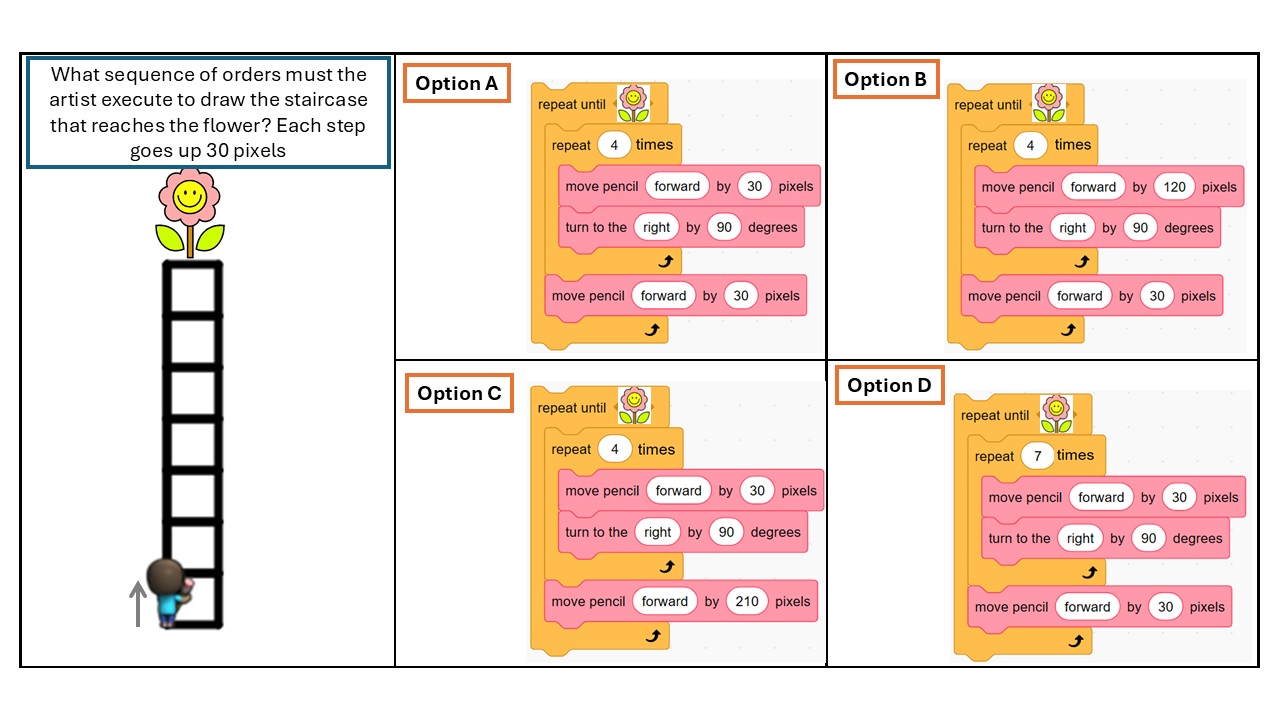 What sequence of orders must the
artist execute to draw the staircase
that reaches the flower? Each step
goes up 30 pixels
Option A
repeat until
repeat 4 times
move pencil forward by 30 pixels
turn to the right by 90 degrees
move pencil forward by 30 pixels
Option B
repeat until
repeat 4 times
move pencil forward by 120 pixels
turn to the right by 90 degrees
move pencil forward by 30 pixels
Option C
repeat until
repeat 4 times
move pencil forward by 30 pixels
turn to the right by 90 degrees
move pencil forward by 210 pixels
Option D
repeat until
repeat 7 times
move pencil forward by 30 pixels
turn to the right by 90 degrees
move pencil forward by 30 pixels